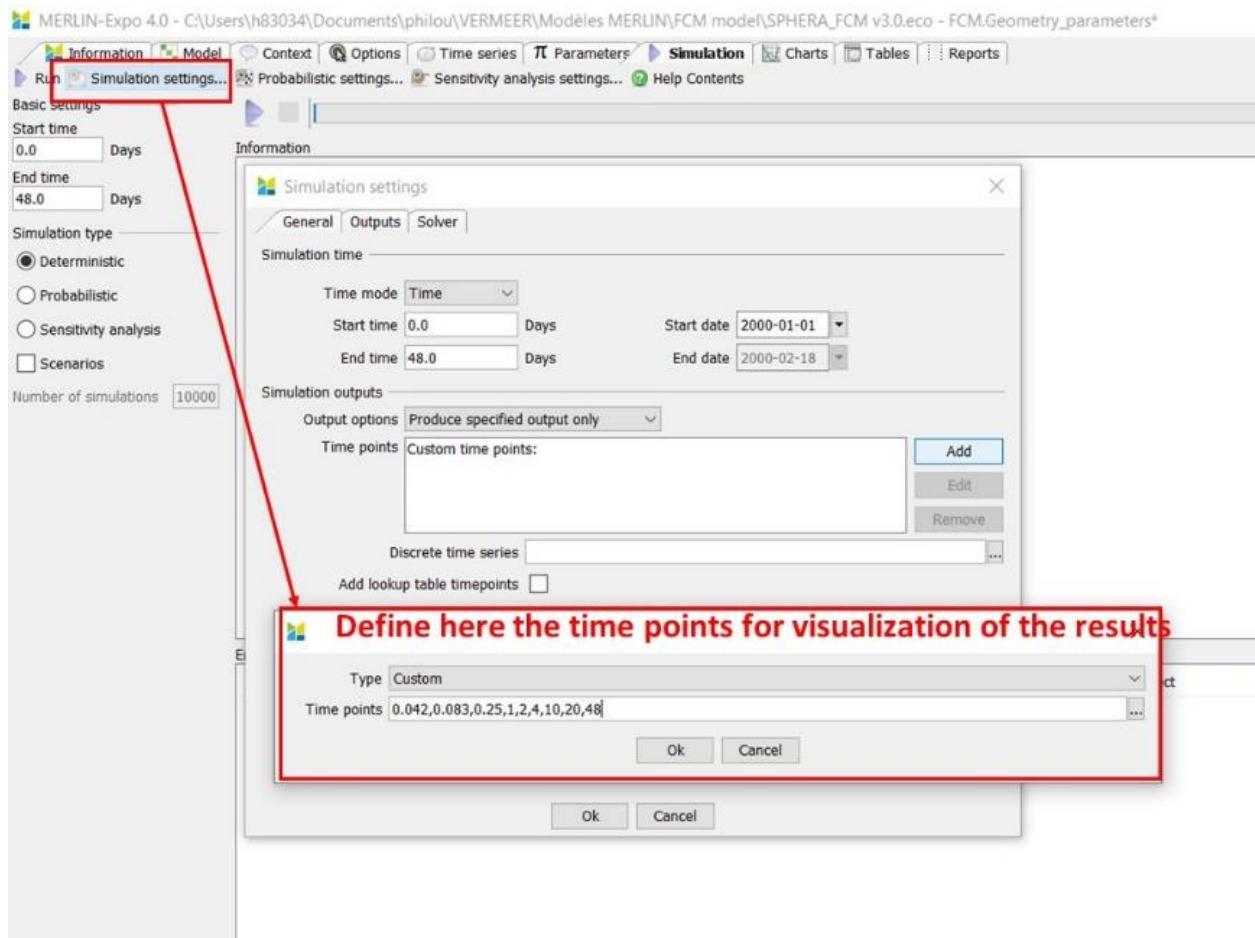 MERLIN-Expo 4.0 - C:\Users\h83034\Documents\philou\VERMEER\Modèles MERLIN\FCM model\SPHERA_FCM v3.0.eco - FCM.Geometry_parameters*
Information Model Context Options Time series π Parameters Simulation Charts Tables Reports
Run Simulation settings... Probabilistic settings... Sensitivity analysis settings... Help Contents
Basic settings
Start time
0.0 Days
Information
End time
48.0 Days
Simulation type
Deterministic
Probabilistic
Sensitivity analysis
Scenarios
Number of simulations 10000
Simulation settings
General Outputs Solver
Simulation time
Time mode Time
Start time 0.0 Days Start date 2000-01-01
End time 48.0 Days End date 2000-02-18
Simulation outputs
Output options Produce specified output only
Time points Custom time points:
Add
Edit
Remove
Discrete time series ...
Add lookup table timepoints
Define here the time points for visualization of the results
Type Custom
Time points 0.042,0.083,0.25,1,2,4,10,20,48 ...
Ok Cancel
Ok Cancel